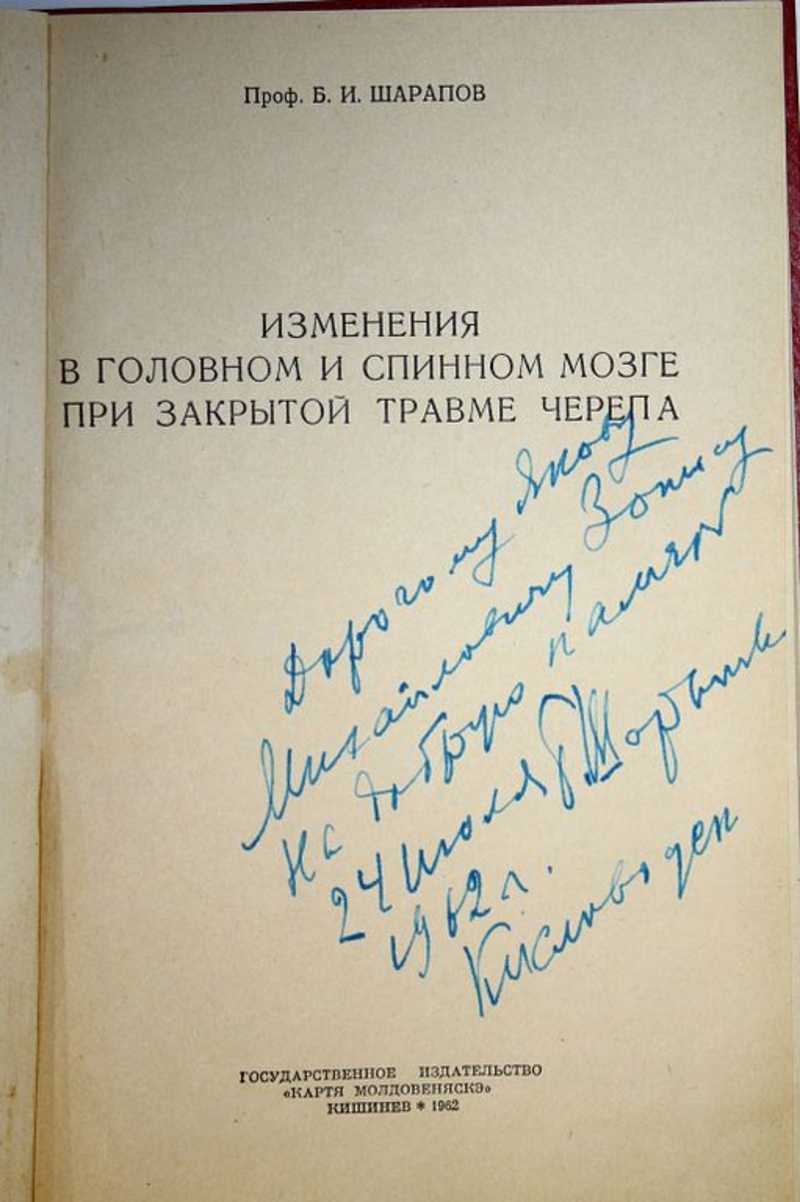 Проф. Б. И. ШАРАПОВ
ИЗМЕНЕНИЯ
В ГОЛОВНОМ И СПИННОМ МОЗГЕ
ПРИ ЗАКРЫТОЙ ТРАВМЕ ЧЕРЕПА
Дорогому Якову
Михайловичу
на добрую память
24 июля
1962 г.
Кисловодск
ГОСУДАРСТВЕННОЕ ИЗДАТЕЛЬСТВО
«КАРТЯ МОЛДОВЕНЯСКЭ»
КИШИНЕВ * 1962